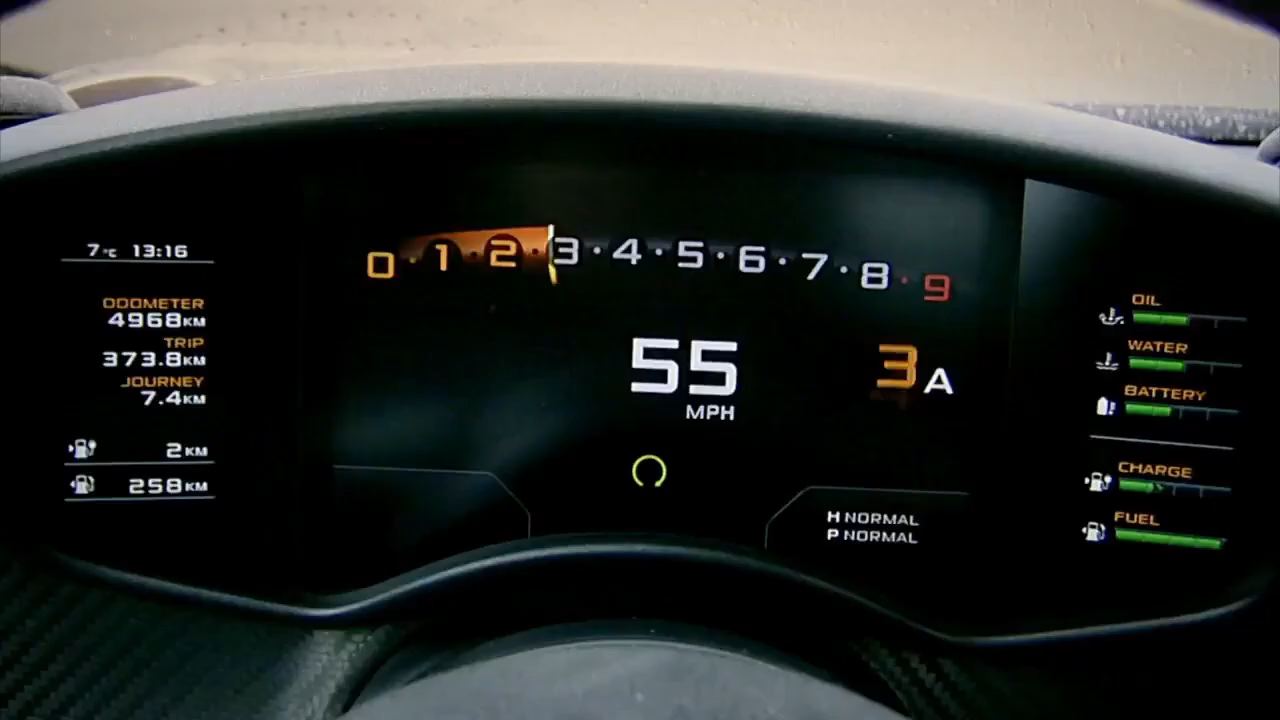 7°C 13:16
ODOMETER
4968KM
TRIP
373.8KM
JOURNEY
7.4KM
2KM
258KM
0·1·2·3·4·5·6·7·8·9
55
MPH
3A
H NORMAL
P NORMAL
OIL
WATER
BATTERY
CHARGE
FUEL